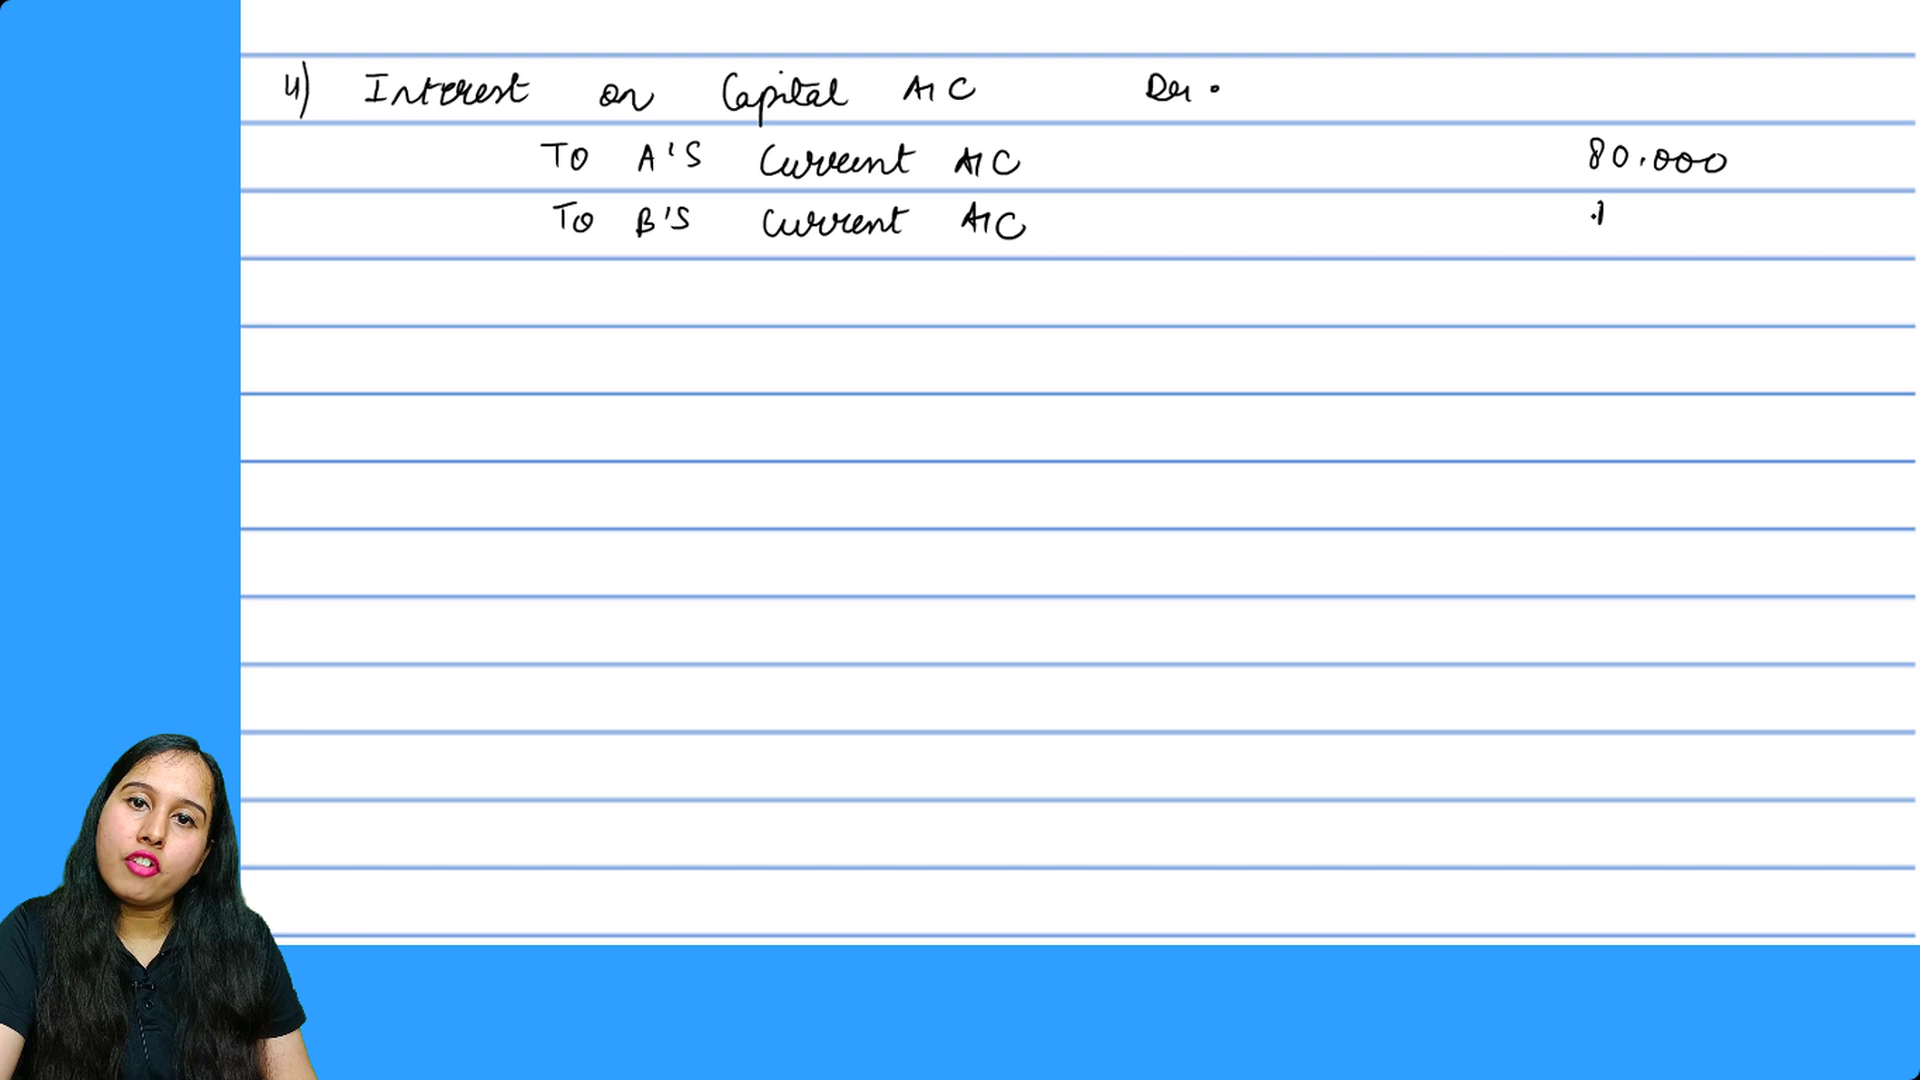 4) Interest on Capital A/C Dr.
To A'S Current A/C 80,000
To B'S Current A/C